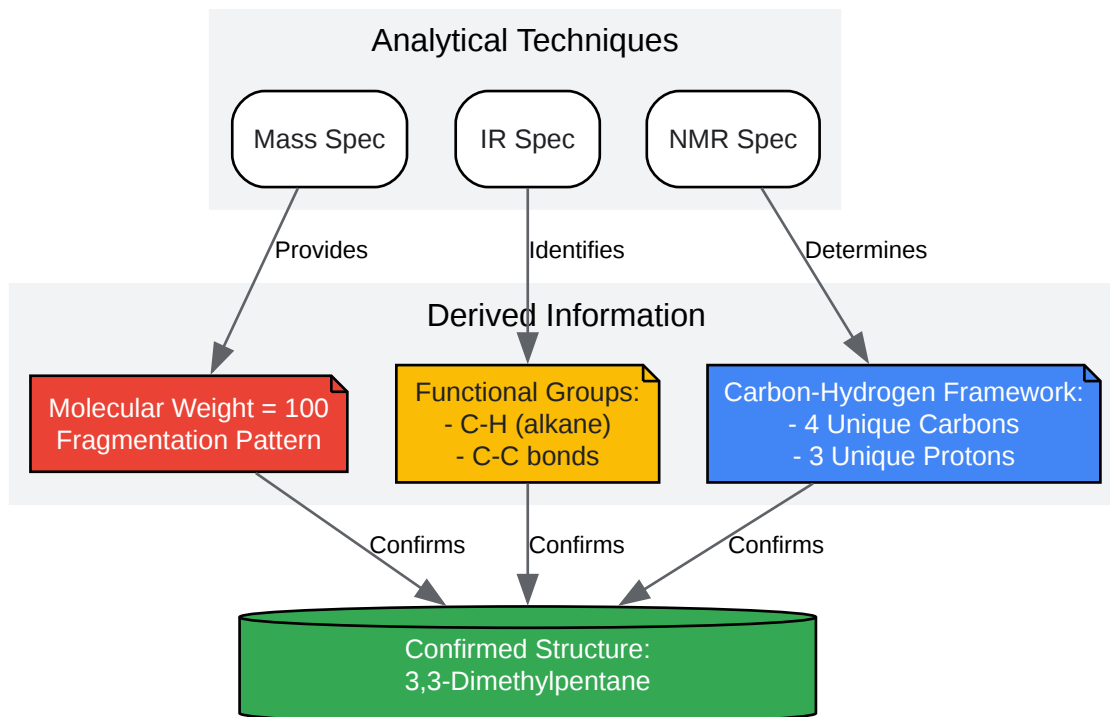 Analytical Techniques
Mass Spec
IR Spec
NMR Spec
Provides
Identifies
Determines
Derived Information
Molecular Weight = 100
Fragmentation Pattern
Functional Groups:
- C-H (alkane)
- C-C bonds
Carbon-Hydrogen Framework:
- 4 Unique Carbons
- 3 Unique Protons
Confirms
Confirms
Confirms
Confirmed Structure:
3,3-Dimethylpentane